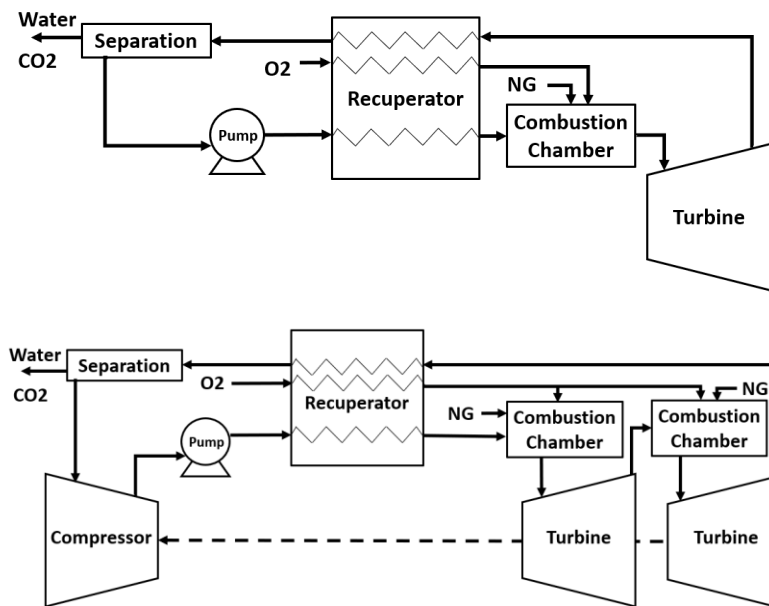 Water
CO2
Separation
O2
NG
Recuperator
Pump
Combustion
Chamber
Turbine
Water
CO2
Separation
O2
Recuperator
NG
NG
Combustion
Chamber
Combustion
Chamber
Pump
Compressor
Turbine
Turbine